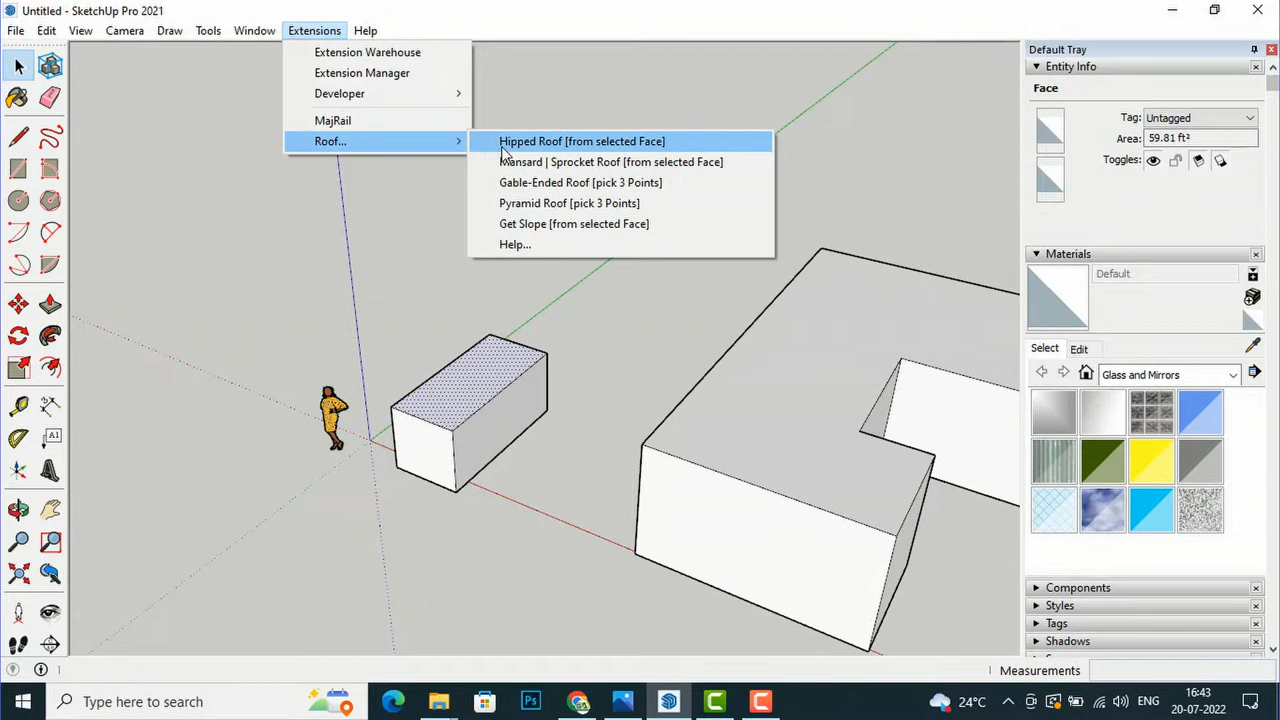 Untitled - SketchUp Pro 2021
File Edit View Camera Draw Tools Window Extensions Help
Extension Warehouse
Extension Manager
Developer
MajRail
Roof...
Hipped Roof [from selected Face]
Mansard | Sprocket Roof [from selected Face]
Gable-Ended Roof [pick 3 Points]
Pyramid Roof [pick 3 Points]
Get Slope [from selected Face]
Help...
A1
Default Tray
Entity Info
Face
Tag: Untagged
Area: 59.81 ft²
Toggles:
Materials
Default
Select Edit
Glass and Mirrors
Components
Styles
Tags
Shadows
Measurements
Type here to search
Ps
24°C
ENG
16:43
20-07-2022